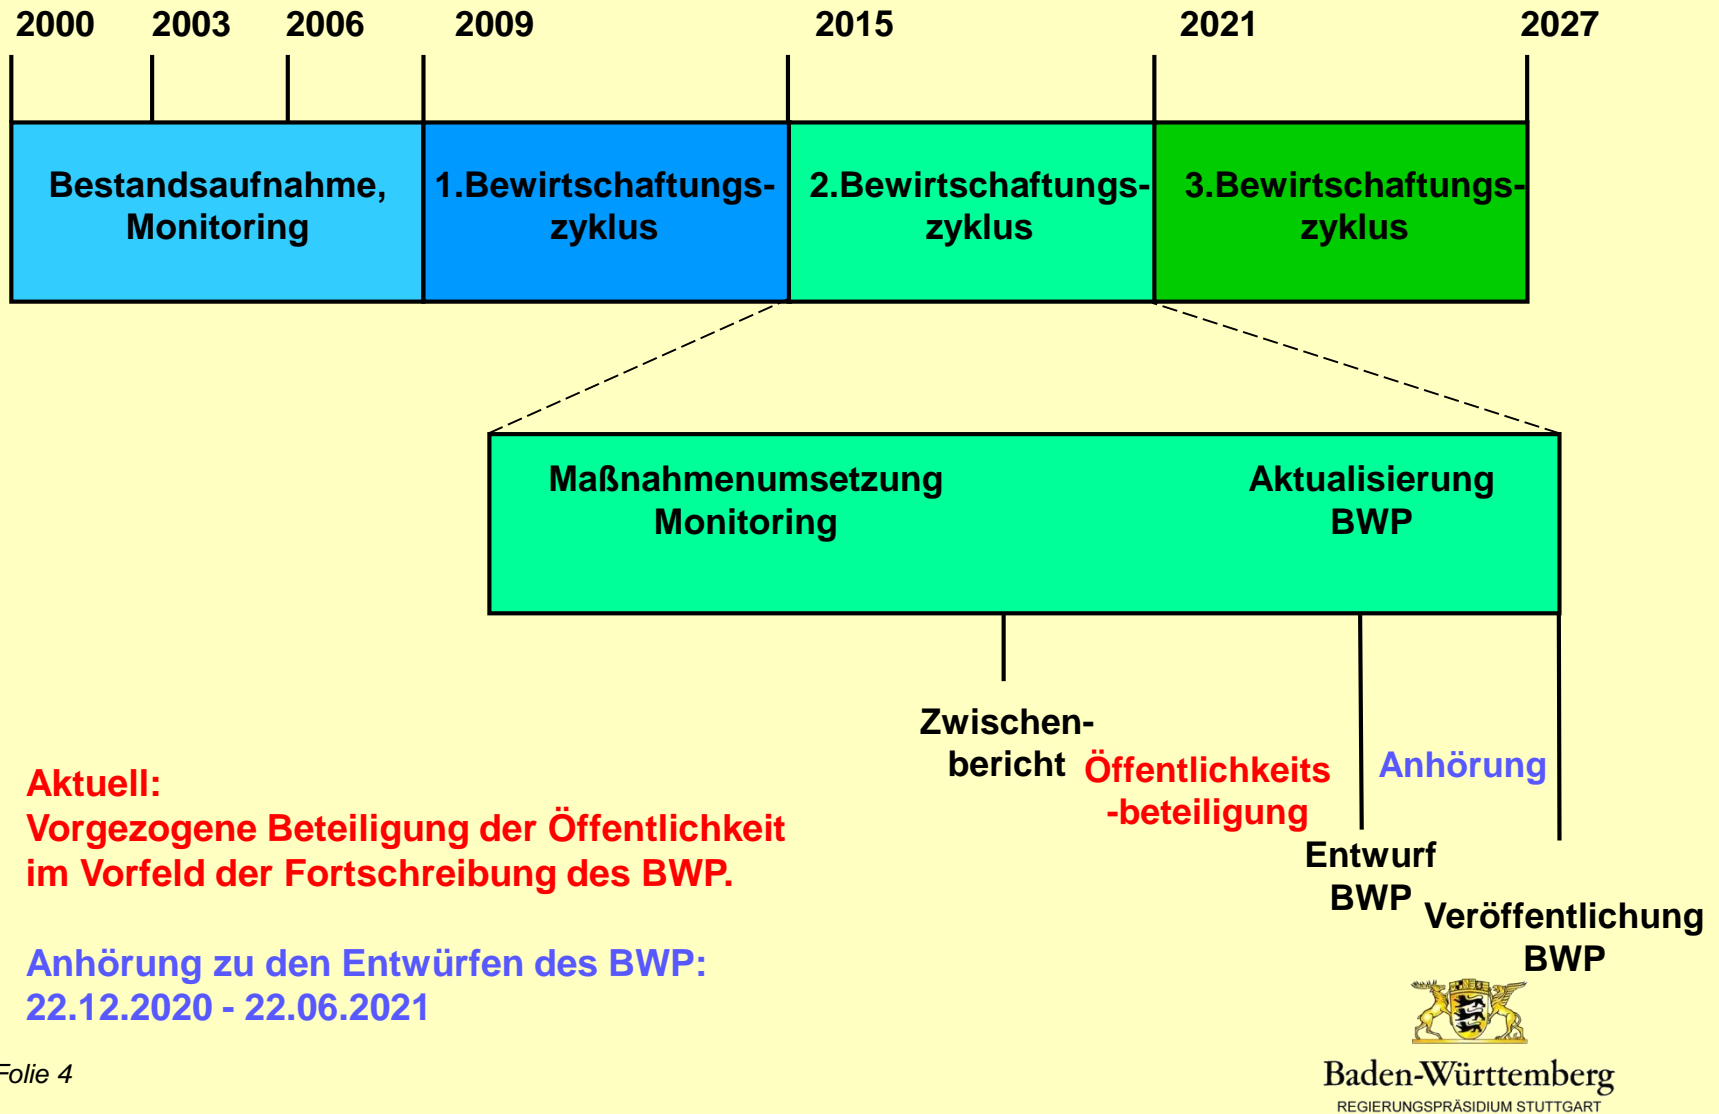 2000 2003 2006 2009 2015 2021 2027
Bestandsaufnahme,
Monitoring
1.Bewirtschaftungs-
zyklus
2.Bewirtschaftungs-
zyklus
3.Bewirtschaftungs-
zyklus
Maßnahmenumsetzung
Monitoring
Aktualisierung
BWP
Zwischen-
bericht
Öffentlichkeits
-beteiligung
Anhörung
Entwurf
BWP
Veröffentlichung
BWP
Aktuell:
Vorgezogene Beteiligung der Öffentlichkeit
im Vorfeld der Fortschreibung des BWP.
Anhörung zu den Entwürfen des BWP:
22.12.2020 - 22.06.2021
Folie 4
Baden-Württemberg
REGIERUNGSPRÄSIDIUM STUTTGART